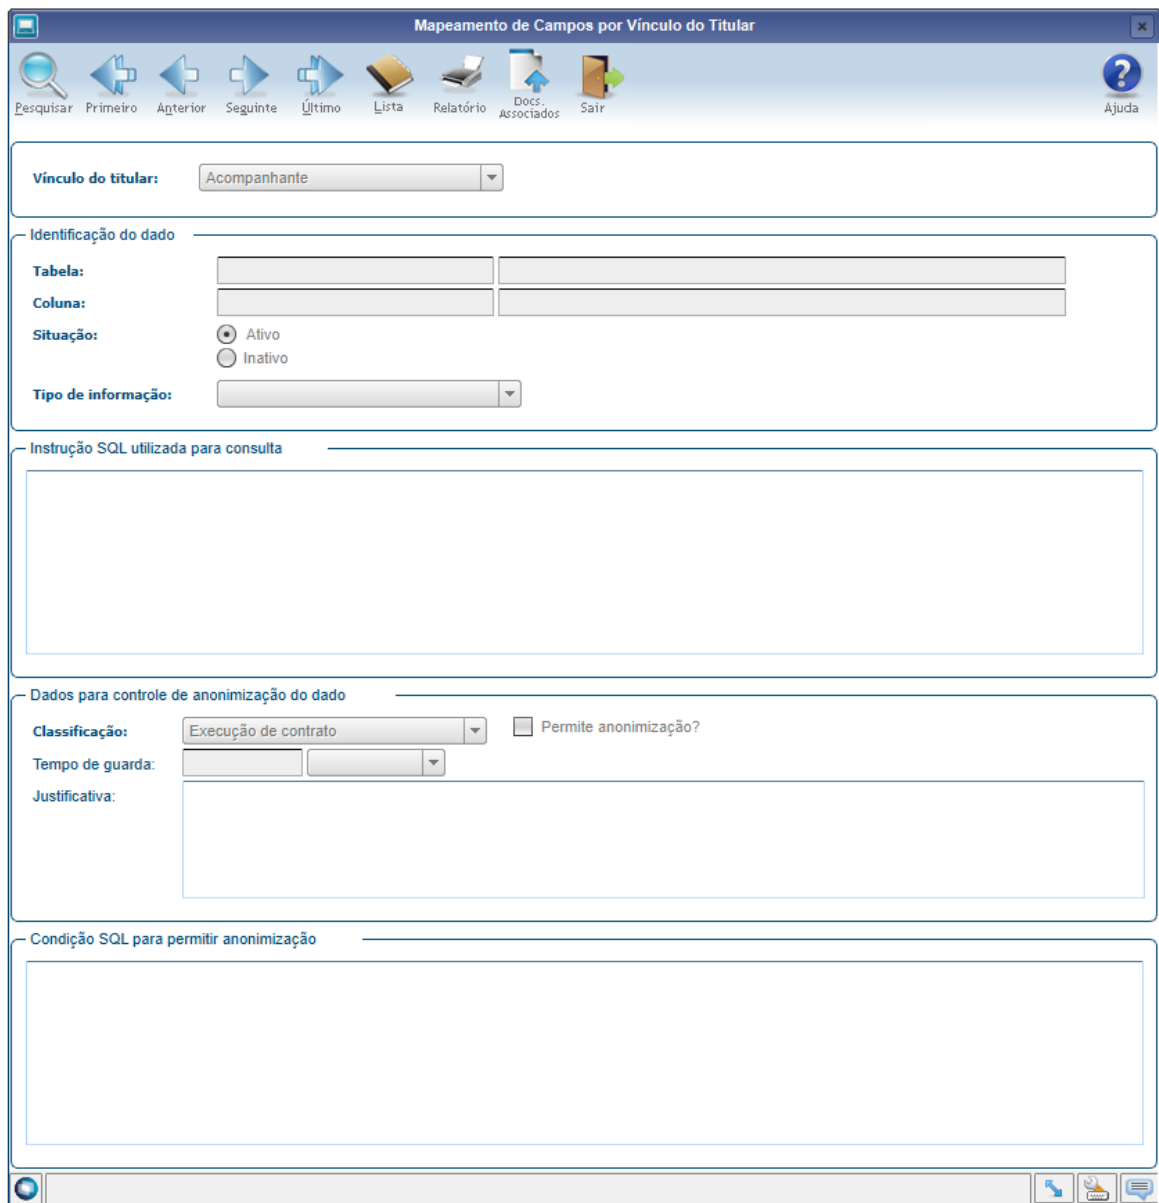 Mapeamento de Campos por Vínculo do Titular
Pesquisar Primeiro Anterior Seguinte Último Lista Relatório Docs. Associados Sair Ajuda
Vínculo do titular: Acompanhante
Identificação do dado
Tabela:
Coluna:
Situação: Ativo
Inativo
Tipo de informação:
Instrução SQL utilizada para consulta
Dados para controle de anonimização do dado
Classificação: Execução de contrato Permite anonimização?
Tempo de guarda:
Justificativa:
Condição SQL para permitir anonimização